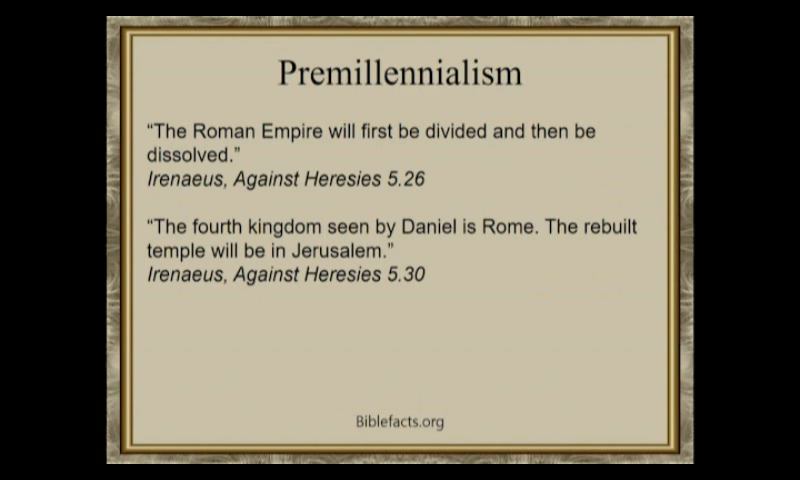 Premillennialism
“The Roman Empire will first be divided and then be
dissolved.”
Irenaeus, Against Heresies 5.26
“The fourth kingdom seen by Daniel is Rome. The rebuilt
temple will be in Jerusalem.”
Irenaeus, Against Heresies 5.30
Biblefacts.org